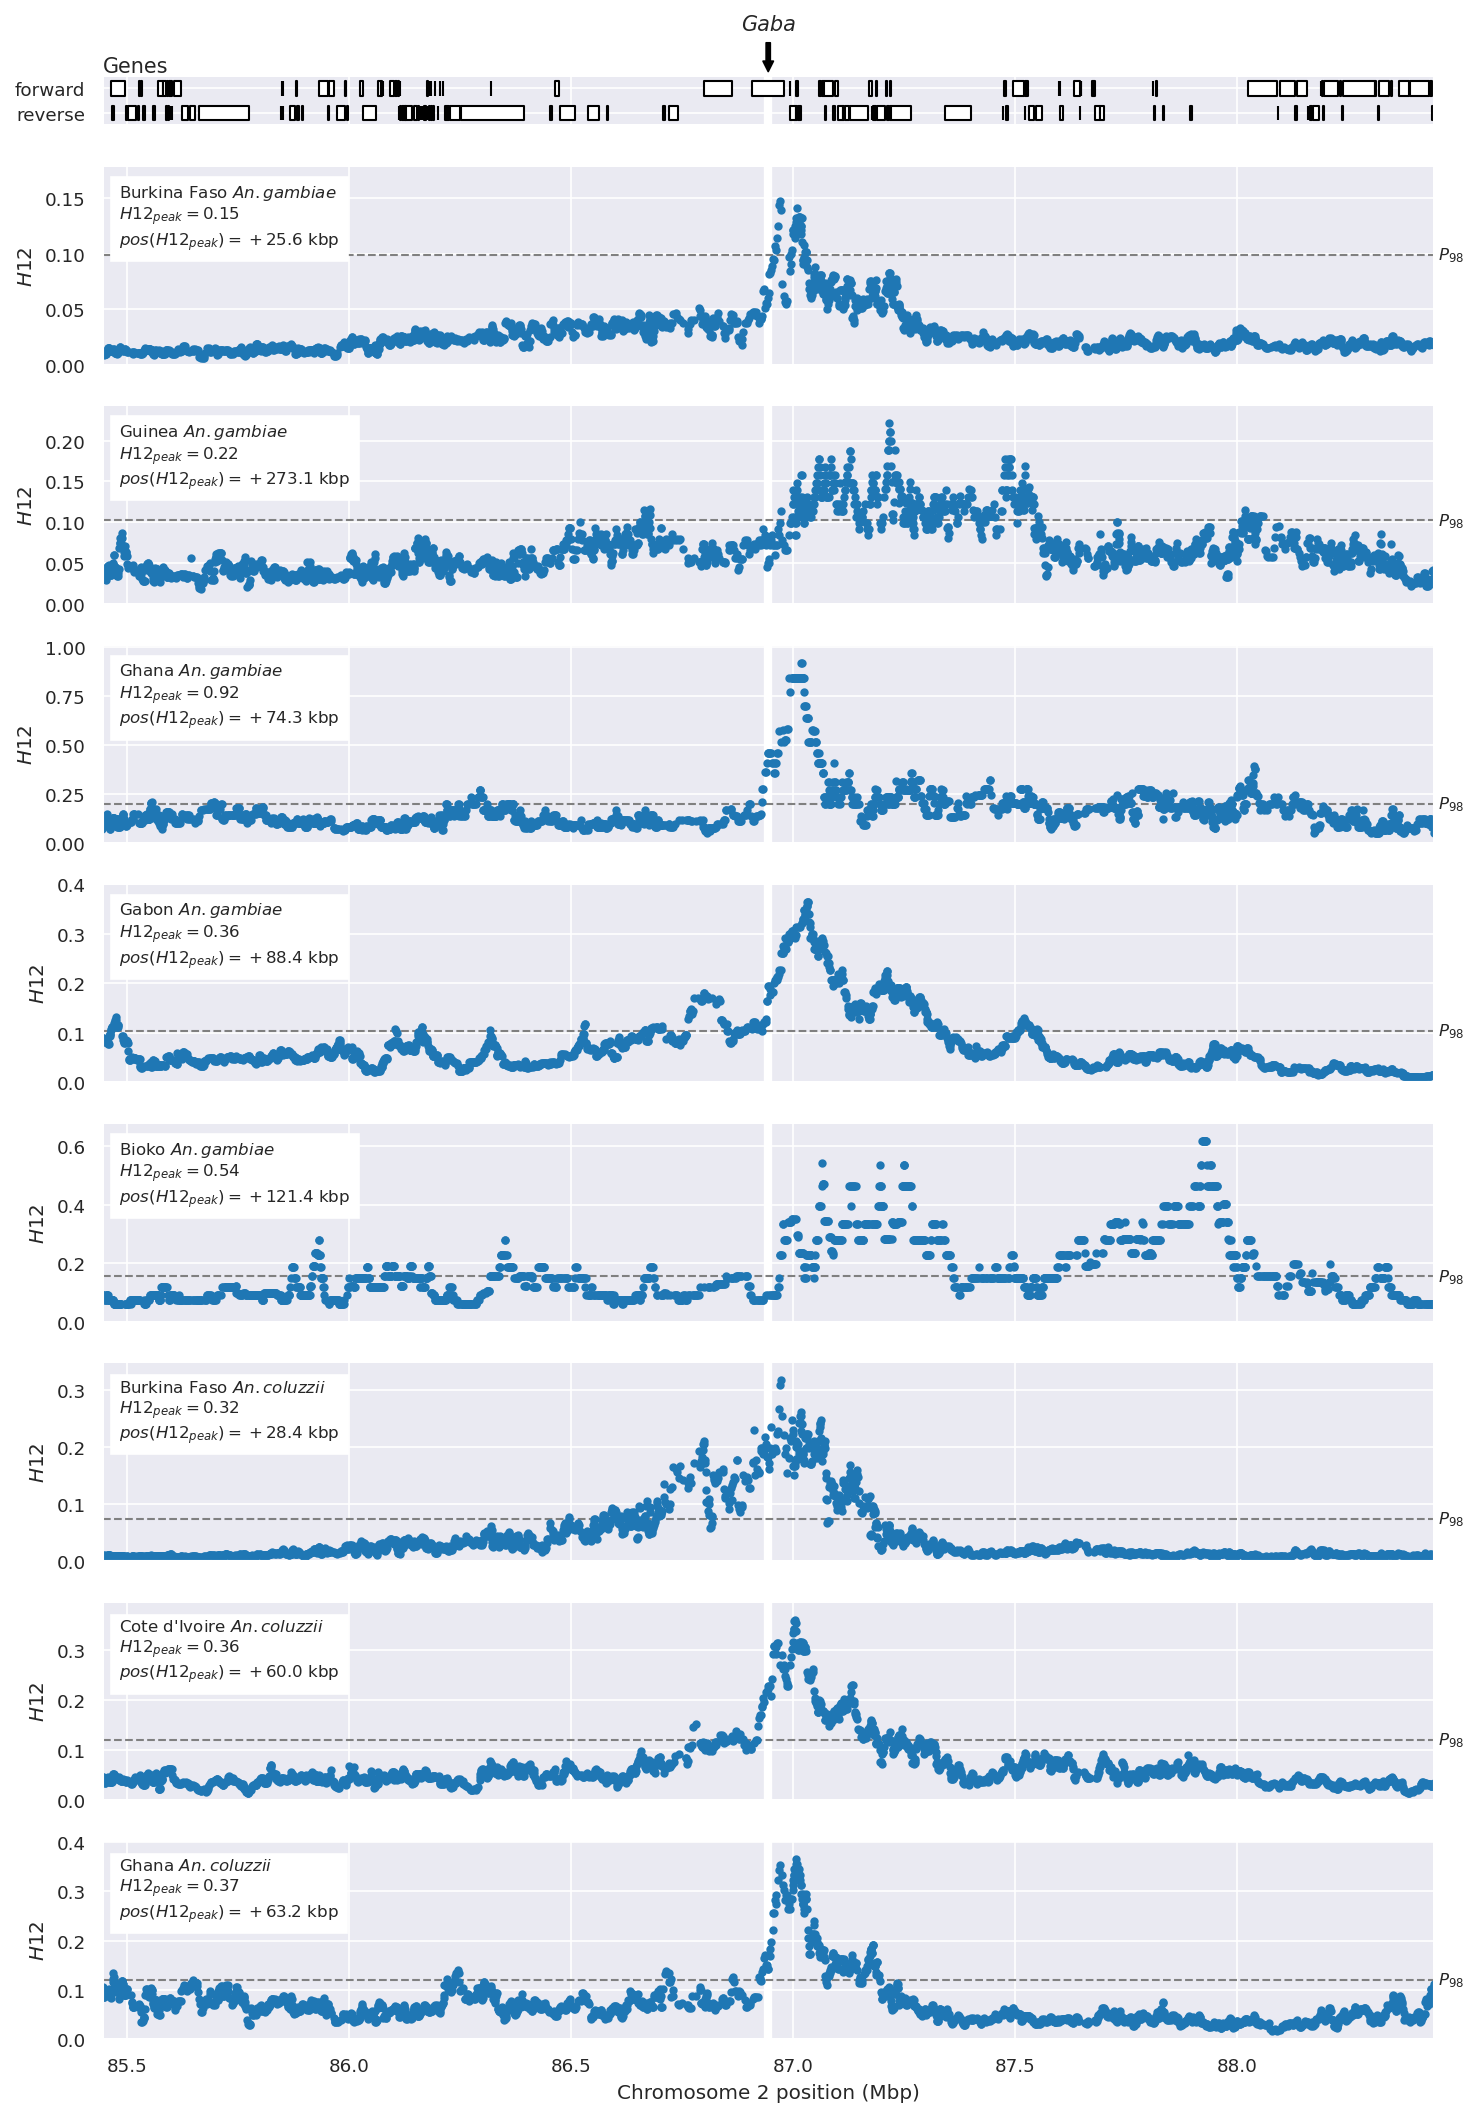 Gaba
Genes
forward
reverse
0.15
0.10
0.05
0.00
H12
Burkina Faso An. gambiae
H12peak = 0.15
pos(H12peak) = +25.6 kbp
P98
0.20
0.15
0.10
0.05
0.00
H12
Guinea An. gambiae
H12peak = 0.22
pos(H12peak) = +273.1 kbp
P98
1.00
0.75
0.50
0.25
0.00
H12
Ghana An. gambiae
H12peak = 0.92
pos(H12peak) = +74.3 kbp
P98
0.4
0.3
0.2
0.1
0.0
H12
Gabon An. gambiae
H12peak = 0.36
pos(H12peak) = +88.4 kbp
P98
0.6
0.4
0.2
0.0
H12
Bioko An. gambiae
H12peak = 0.54
pos(H12peak) = +121.4 kbp
P98
0.3
0.2
0.1
0.0
H12
Burkina Faso An. coluzzii
H12peak = 0.32
pos(H12peak) = +28.4 kbp
P98
0.3
0.2
0.1
0.0
H12
Cote d'Ivoire An. coluzzii
H12peak = 0.36
pos(H12peak) = +60.0 kbp
P98
0.4
0.3
0.2
0.1
0.0
H12
Ghana An. coluzzii
H12peak = 0.37
pos(H12peak) = +63.2 kbp
P98
85.5 86.0 86.5 87.0 87.5 88.0
Chromosome 2 position (Mbp)